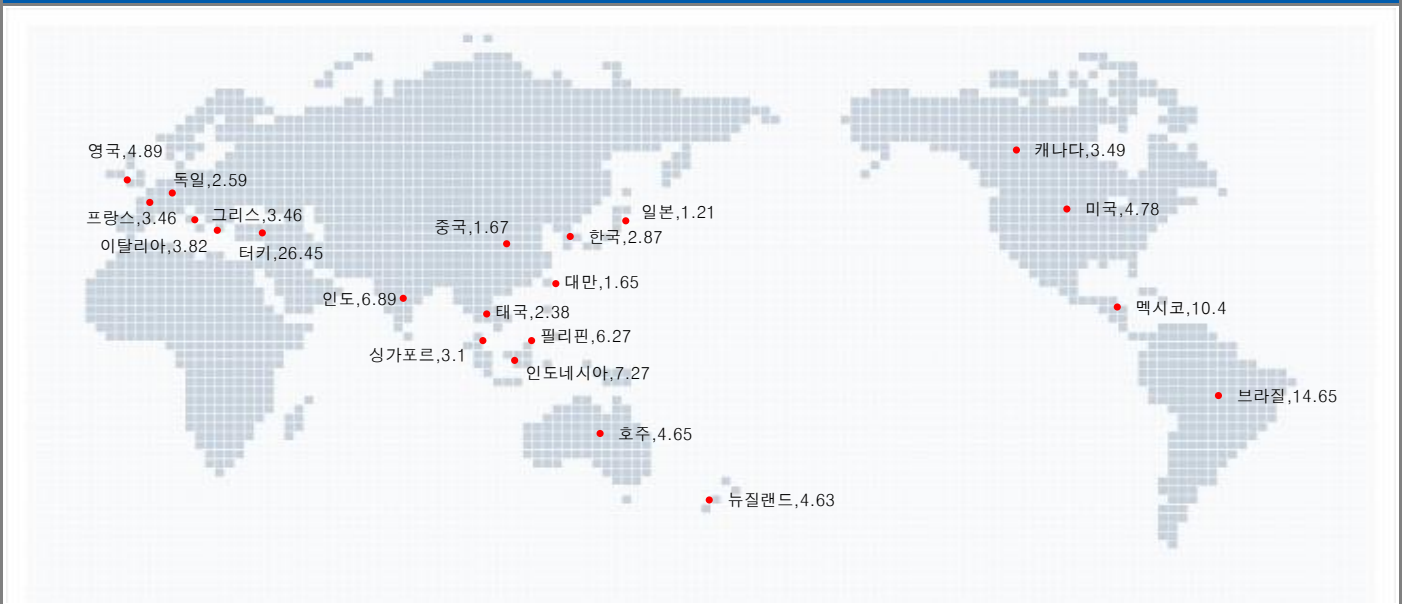 영국,4.89
캐나다,3.49
독일,2.59
미국,4.78
일본,1.21
프랑스,3.46
그리스,3.46
중국,1.67
한국,2.87
이탈리아,3.82
터키,26.45
대만,1.65
인도,6.89
멕시코,10.4
태국,2.38
필리핀,6.27
싱가포르,3.1
인도네시아,7.27
브라질,14.65
호주,4.65
뉴질랜드,4.63